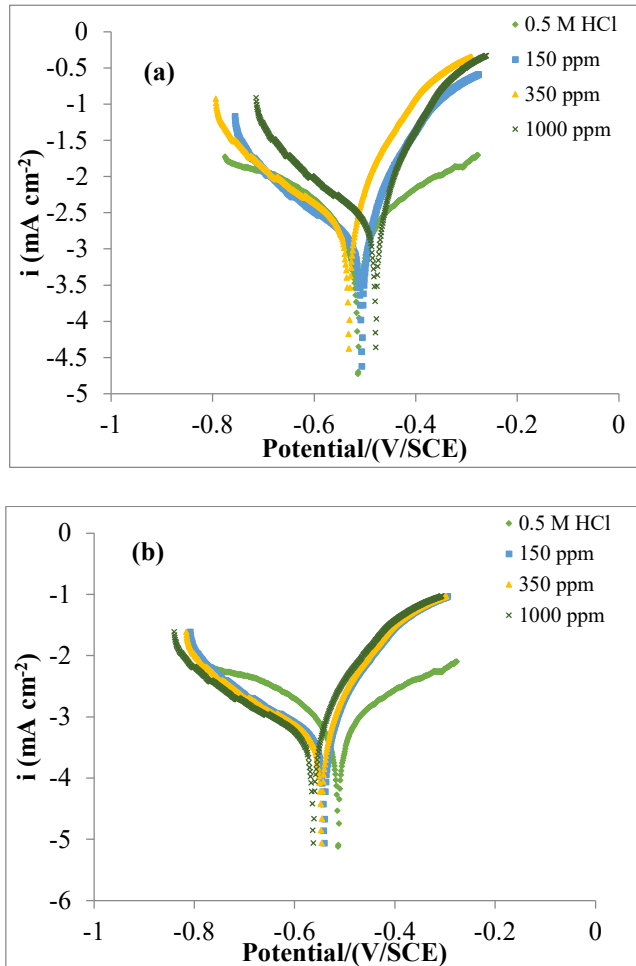 (a)
0.5 M HCl
150 ppm
350 ppm
1000 ppm
0
-0.5
-1
-1.5
-2
-2.5
-3
-3.5
-4
-4.5
-5
i (mA cm-2)
-1
-0.8
-0.6
-0.4
-0.2
0
Potential/(V/SCE)
(b)
0.5 M HCl
150 ppm
350 ppm
1000 ppm
0
-1
-2
-3
-4
-5
-6
i (mA cm-2)
-1
-0.8
-0.6
-0.4
-0.2
0
Potential/(V/SCE)